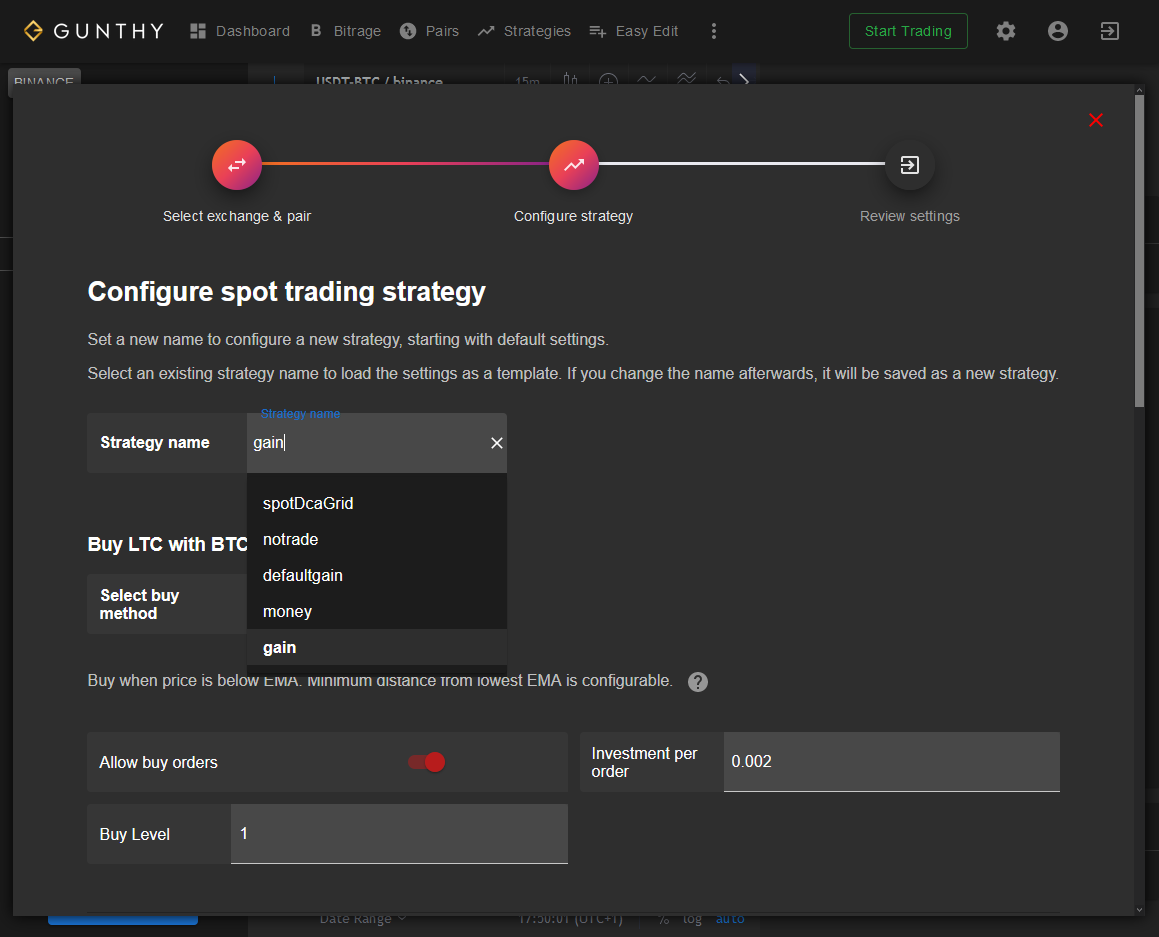 GUNTHY Dashboard B Bitrage Pairs Strategies Easy Edit Start Trading
BINANCE USDT-BTC / binance 15m
Select exchange & pair Configure strategy Review settings
Configure spot trading strategy
Set a new name to configure a new strategy, starting with default settings.
Select an existing strategy name to load the settings as a template. If you change the name afterwards, it will be saved as a new strategy.
Strategy name
Strategy name gain
spotDcaGrid
notrade
defaultgain
money
gain
Buy LTC with BTC
Select buy
method
Buy when price is below EMA. Minimum distance from lowest EMA is configurable. ?
Allow buy orders
Investment per
order
0.002
Buy Level 1
Date Range 17:50:01 (UTC+1) % log auto